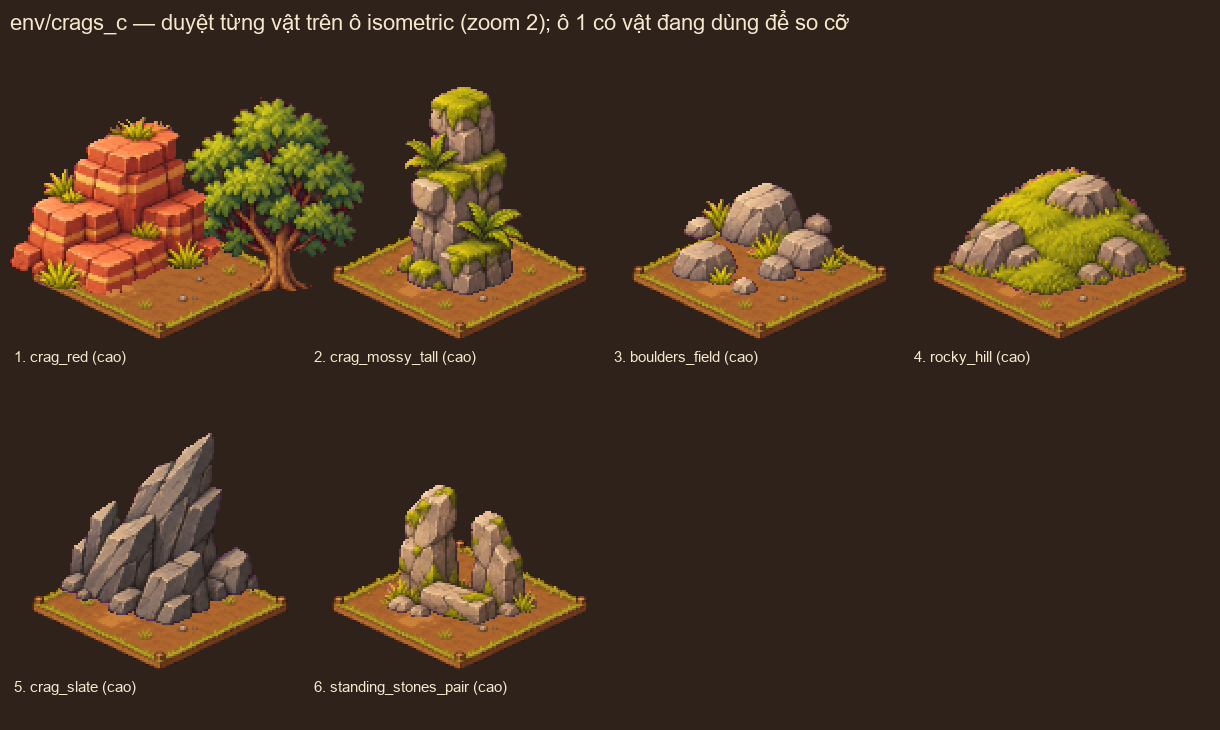 env/crags_c — duyệt từng vật trên ô isometric (zoom 2); ô 1 có vật đang dùng để so cỡ
1. crag_red (cao)
2. crag_mossy_tall (cao)
3. boulders_field (cao)
4. rocky_hill (cao)
5. crag_slate (cao)
6. standing_stones_pair (cao)